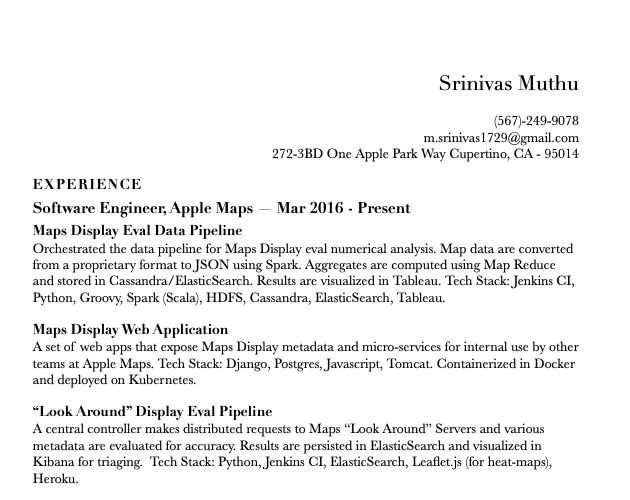 Srinivas Muthu
(567)-249-9078
m.srinivas1729@gmail.com
272-3BD One Apple Park Way Cupertino, CA - 95014
EXPERIENCE
Software Engineer, Apple Maps — Mar 2016 - Present
Maps Display Eval Data Pipeline
Orchestrated the data pipeline for Maps Display eval numerical analysis. Map data are converted
from a proprietary format to JSON using Spark. Aggregates are computed using Map Reduce
and stored in Cassandra/ElasticSearch. Results are visualized in Tableau. Tech Stack: Jenkins CI,
Python, Groovy, Spark (Scala), HDFS, Cassandra, ElasticSearch, Tableau.
Maps Display Web Application
A set of web apps that expose Maps Display metadata and micro-services for internal use by other
teams at Apple Maps. Tech Stack: Django, Postgres, Javascript, Tomcat. Containerized in Docker
and deployed on Kubernetes.
“Look Around” Display Eval Pipeline
A central controller makes distributed requests to Maps “Look Around” Servers and various
metadata are evaluated for accuracy. Results are persisted in ElasticSearch and visualized in
Kibana for triaging.  Tech Stack: Python, Jenkins CI, ElasticSearch, Leaflet.js (for heat-maps),
Heroku.